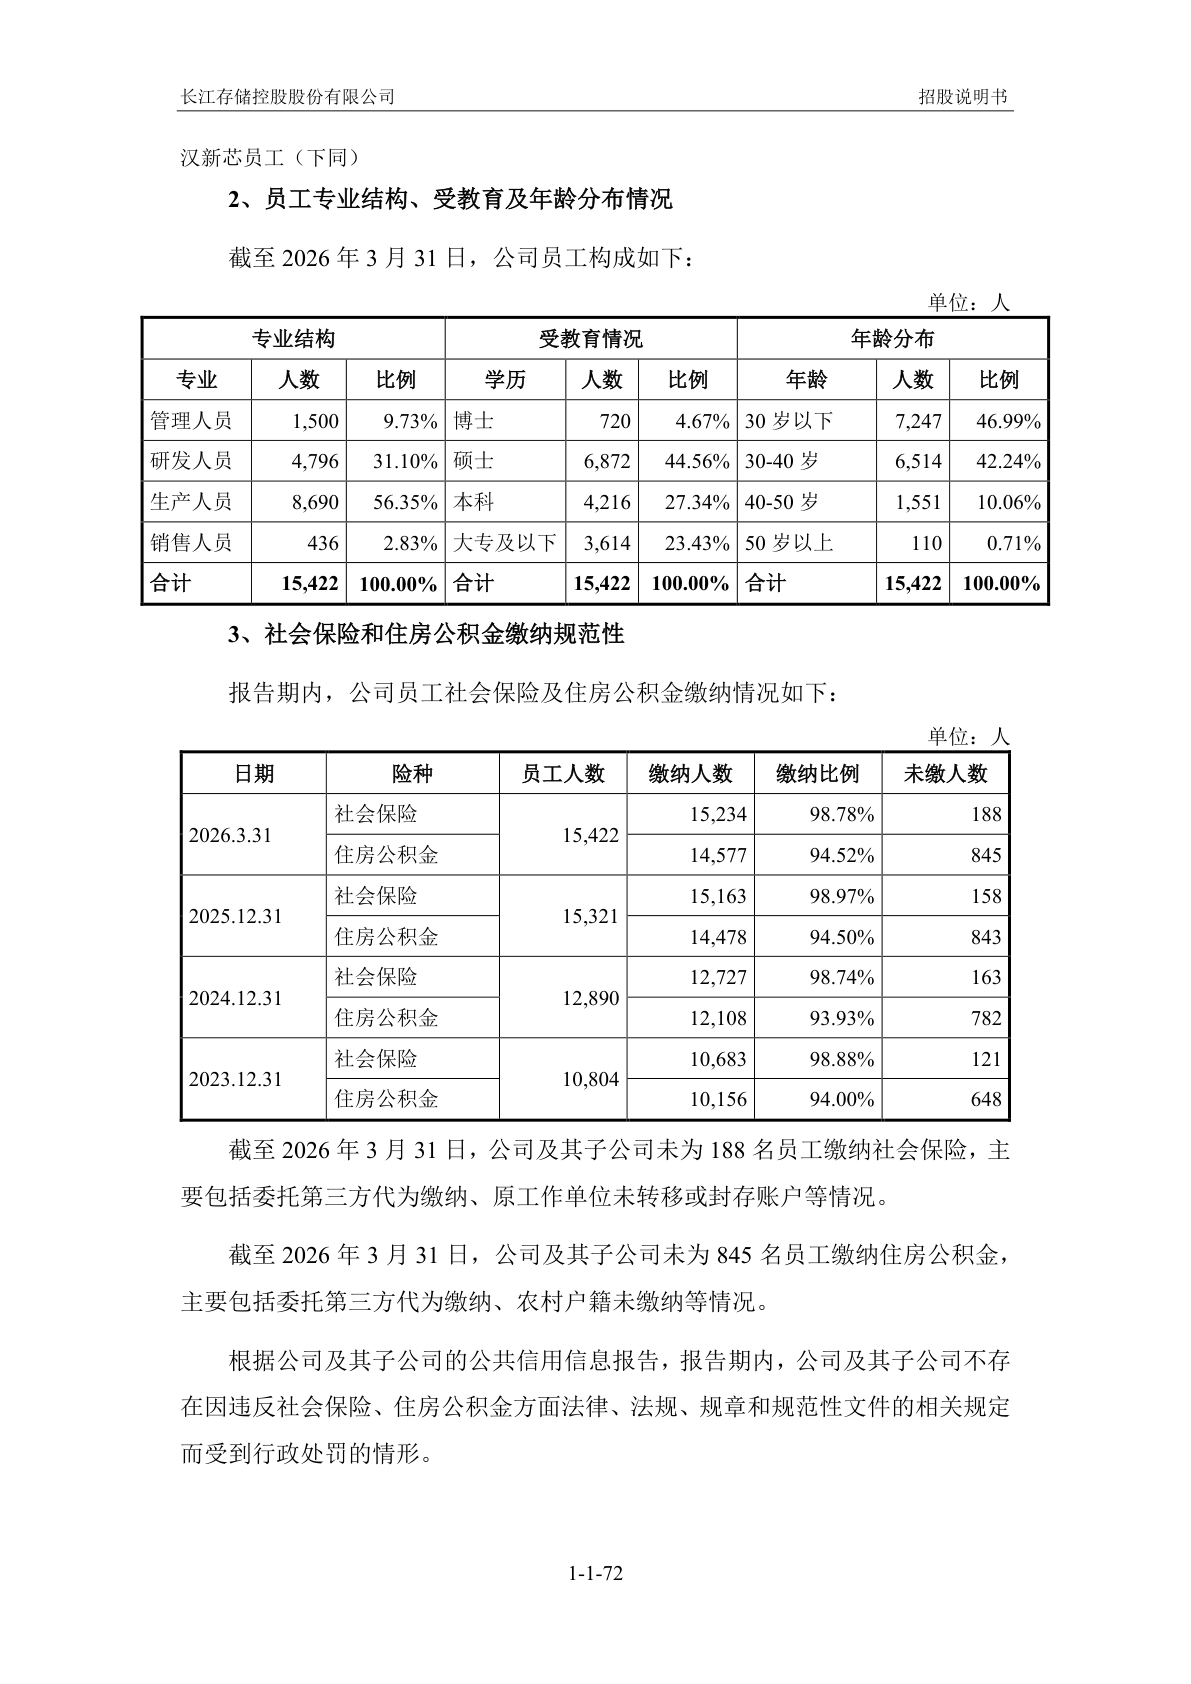 长江存储控股股份有限公司 招股说明书
汉新芯员工（下同）
2、员工专业结构、受教育及年龄分布情况
截至 2026 年 3 月 31 日，公司员工构成如下：
单位：人
专业结构 受教育情况 年龄分布
专业 人数 比例 学历 人数 比例 年龄 人数 比例
管理人员 1,500 9.73% 博士 720 4.67% 30 岁以下 7,247 46.99%
研发人员 4,796 31.10% 硕士 6,872 44.56% 30-40 岁 6,514 42.24%
生产人员 8,690 56.35% 本科 4,216 27.34% 40-50 岁 1,551 10.06%
销售人员 436 2.83% 大专及以下 3,614 23.43% 50 岁以上 110 0.71%
合计 15,422 100.00% 合计 15,422 100.00% 合计 15,422 100.00%
3、社会保险和住房公积金缴纳规范性
报告期内，公司员工社会保险及住房公积金缴纳情况如下：
单位：人
日期 险种 员工人数 缴纳人数 缴纳比例 未缴人数
2026.3.31 社会保险 15,422 15,234 98.78% 188
住房公积金 14,577 94.52% 845
2025.12.31 社会保险 15,321 15,163 98.97% 158
住房公积金 14,478 94.50% 843
2024.12.31 社会保险 12,890 12,727 98.74% 163
住房公积金 12,108 93.93% 782
2023.12.31 社会保险 10,804 10,683 98.88% 121
住房公积金 10,156 94.00% 648
截至 2026 年 3 月 31 日，公司及其子公司未为 188 名员工缴纳社会保险，主
要包括委托第三方代为缴纳、原工作单位未转移或封存账户等情况。
截至 2026 年 3 月 31 日，公司及其子公司未为 845 名员工缴纳住房公积金，
主要包括委托第三方代为缴纳、农村户籍未缴纳等情况。
根据公司及其子公司的公共信用信息报告，报告期内，公司及其子公司不存
在因违反社会保险、住房公积金方面法律、法规、规章和规范性文件的相关规定
而受到行政处罚的情形。
1-1-72